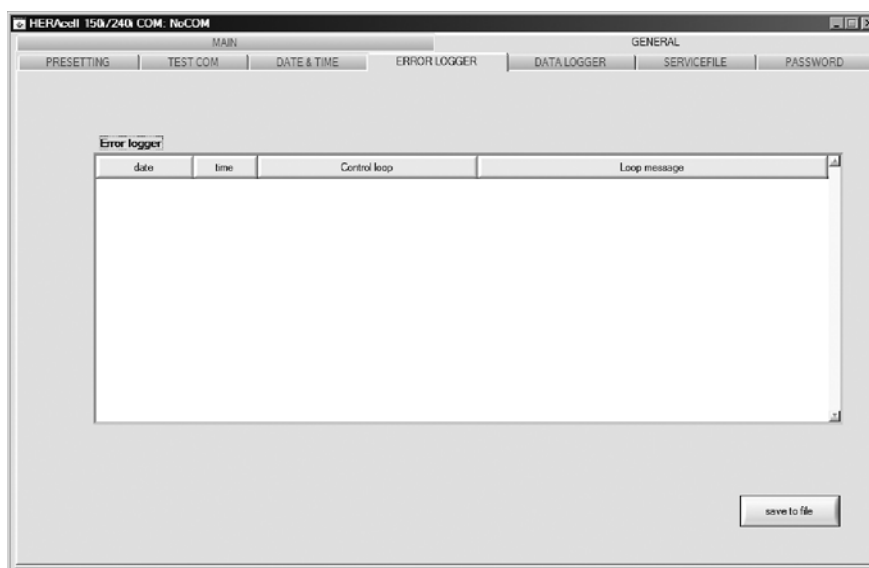 HERAcell 150i/240i COM: NoCOM
MAIN GENERAL
PRESETTING TEST COM DATE & TIME ERROR LOGGER DATA LOGGER SERVICEFILE PASSWORD
Error logger
date time Control loop Loop message
save to file